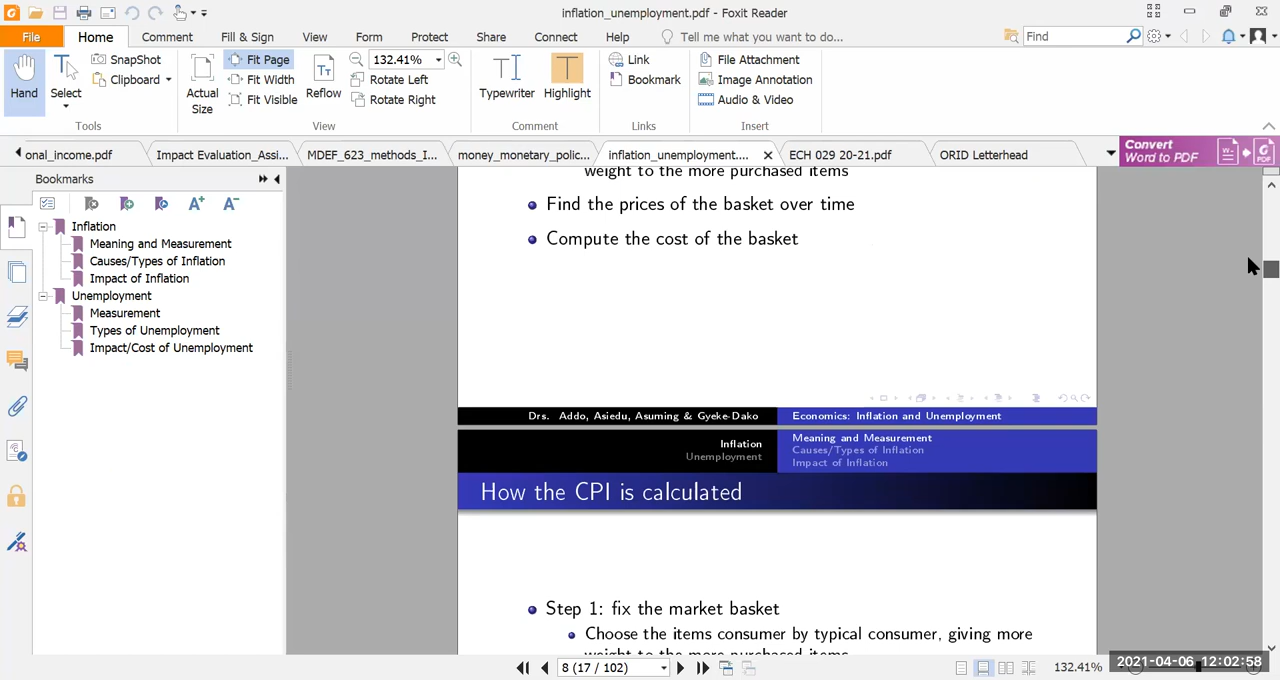 inflation_unemployment.pdf - Foxit Reader
File Home Comment Fill & Sign View Form Protect Share Connect Help Tell me what you want to do... Find
Hand
Select
SnapShot
Clipboard
Tools
Actual Size
Fit Page
Fit Width
Fit Visible
Reflow
132.41%
Rotate Left
Rotate Right
View
Typewriter
Highlight
Comment
Link
Bookmark
Links
File Attachment
Image Annotation
Audio & Video
Insert
onal_income.pdf Impact Evaluation_Assi... MDEF_623_methods_I... money_monetary_polic... inflation_unemployment.... ECH 029 20-21.pdf ORID Letterhead
Convert
Word to PDF
Bookmarks
Inflation
Meaning and Measurement
Causes/Types of Inflation
Impact of Inflation
Unemployment
Measurement
Types of Unemployment
Impact/Cost of Unemployment
weight to the more purchased items
Find the prices of the basket over time
Compute the cost of the basket
Drs. Addo, Asiedu, Asuming & Gyeke-Dako Economics: Inflation and Unemployment
Inflation
Unemployment
Meaning and Measurement
Causes/Types of Inflation
Impact of Inflation
How the CPI is calculated
Step 1: fix the market basket
Choose the items consumer by typical consumer, giving more
weight to the more purchased items
8 (17 / 102)
132.41%
2021-04-06 12:02:58